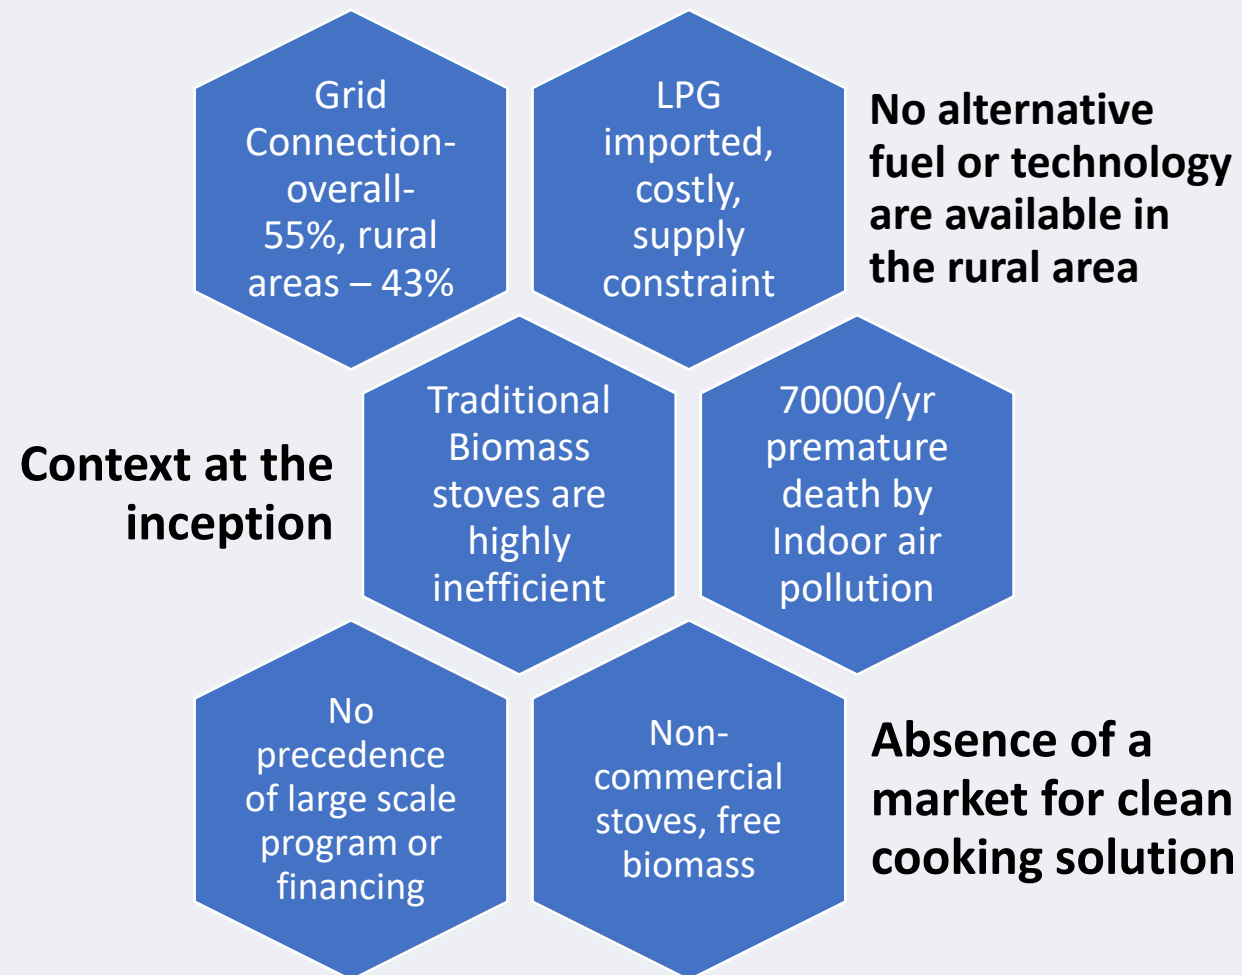 Grid
Connection-
overall-
55%, rural
areas – 43%
LPG
imported,
costly,
supply
constraint
No alternative
fuel or technology
are available in
the rural area
Context at the
inception
Traditional
Biomass
stoves are
highly
inefficient
70000/yr
premature
death by
Indoor air
pollution
No
precedence
of large scale
program or
financing
Non-
commercial
stoves, free
biomass
Absence of a
market for clean
cooking solution